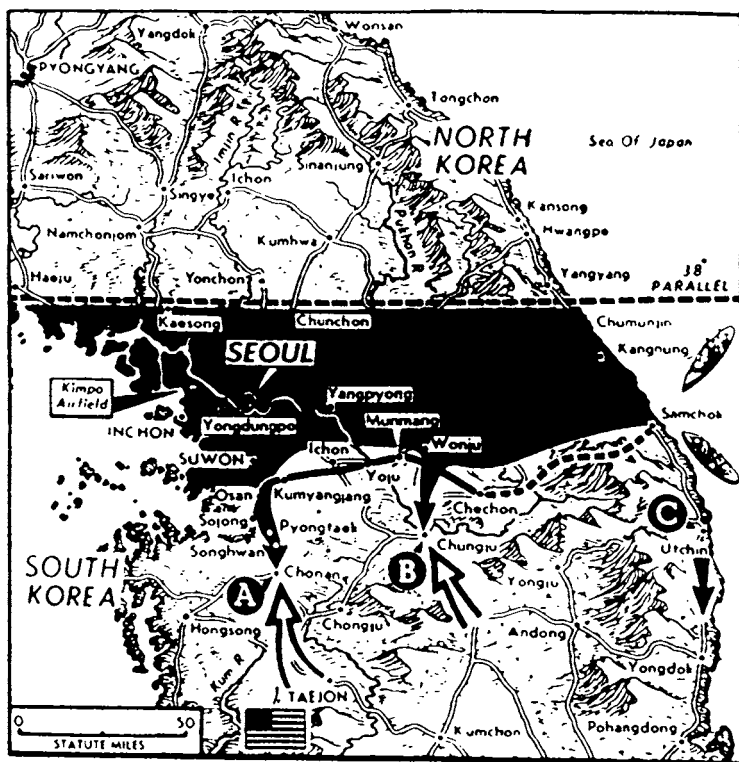 Wonsan
Yangdok
PYONGYANG
Tongchon
Imjin R
NORTH
KOREA
Sea Of Japan
Sariwon
Singye
Ichon
Sinanjung
Kansong
Hwangpo
Namchonjom
Kumhwa
Pukhan R
Haeju
Yonchon
Yangyang
38°
PARALLEL
Kaesong
Chunchon
Chumunjin
SEOUL
Kangnung
Kimpo
Airfield
Yangpyong
Yongdungpo
Munmang
Samchok
INCHON
Ichon
Wonju
SUWON
Yoju
Osan
Kumyangjang
Chechon
C
Sojong
Pyongtaek
Utchin
Songhwan
Chungju
SOUTH
KOREA
Chonan
B
Yongju
A
Hongsong
Chongju
Andong
Yongdok
Kum R
TAEJON
0 50
STATUTE MILES
Kumchon
Pohangdong